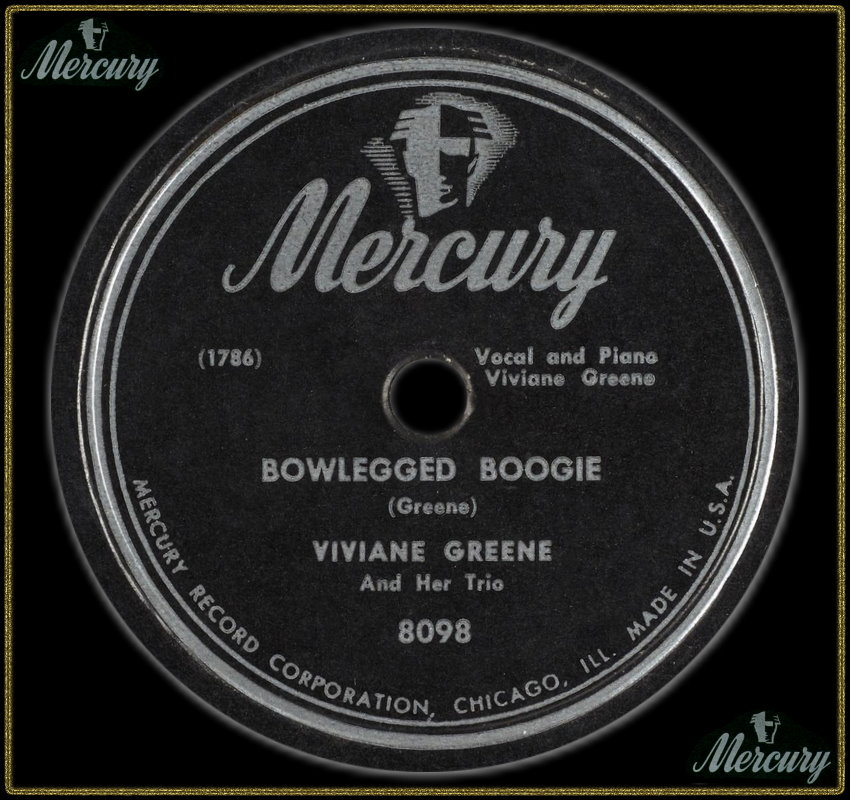 Mercury
Mercury
(1786)
Vocal and Piano
Viviane Greene
BOWLEGGED BOOGIE
(Greene)
VIVIANE GREENE
And Her Trio
8098
MERCURY RECORD CORPORATION, CHICAGO, ILL. MADE IN U.S.A.
Mercury